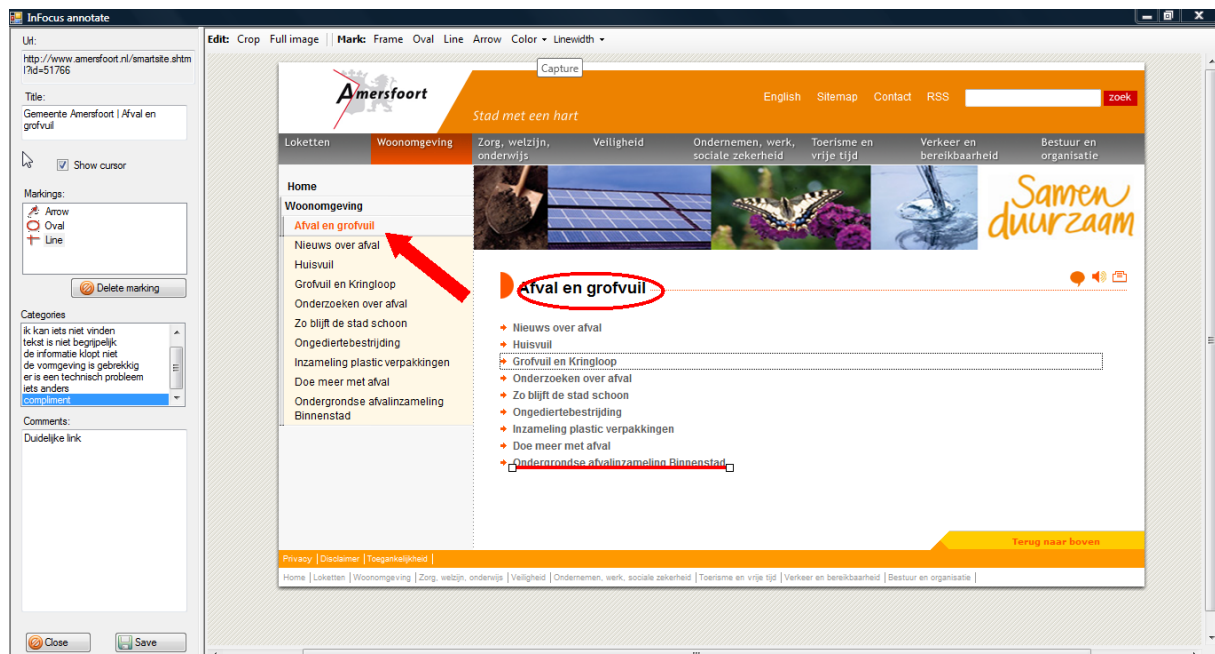 InFocus annotate
Url:
http://www.amersfoort.nl/smartsite.shtm
l?id=51766
Title:
Gemeente Amersfoort | Afval en
grofvuil
Show cursor
Markings:
Arrow
Oval
Line
Delete marking
Categories
ik kan iets niet vinden
tekst is niet begrijpelijk
de informatie klopt niet
de vormgeving is gebrekkig
er is een technisch probleem
iets anders
compliment
Comments:
Duidelijke link
Close Save
Edit: Crop Full image Mark: Frame Oval Line Arrow Color Linewidth
Capture
Amersfoort
Stad met een hart
English Sitemap Contact RSS zoek
Loketten Woonomgeving Zorg, welzijn, onderwijs Veiligheid Ondernemen, werk, sociale zekerheid Toerisme en vrije tijd Verkeer en bereikbaarheid Bestuur en organisatie
Samen
duurzaam
Home
Woonomgeving
Afval en grofvuil
Nieuws over afval
Huisvuil
Grofvuil en Kringloop
Onderzoeken over afval
Zo blijft de stad schoon
Ongediertebestrijding
Inzameling plastic verpakkingen
Doe meer met afval
Ondergrondse afvalinzameling
Binnenstad
Afval en grofvuil
Nieuws over afval
Huisvuil
Grofvuil en Kringloop
Onderzoeken over afval
Zo blijft de stad schoon
Ongediertebestrijding
Inzameling plastic verpakkingen
Doe meer met afval
Ondergrondse afvalinzameling Binnenstad
Terug naar boven
Privacy | Disclaimer | Toegankelijkheid |
Home | Loketten | Woonomgeving | Zorg, welzijn, onderwijs | Veiligheid | Ondernemen, werk, sociale zekerheid | Toerisme en vrije tijd | Verkeer en bereikbaarheid | Bestuur en organisatie |